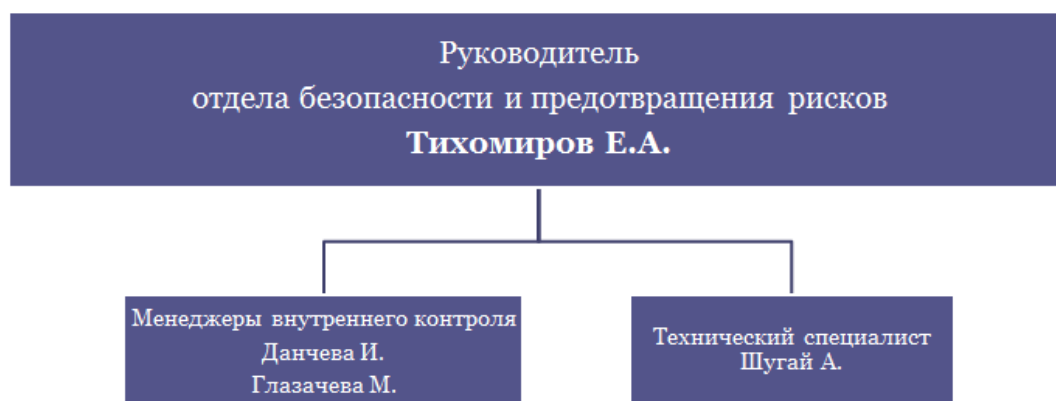 Руководитель
отдела безопасности и предотвращения рисков
Тихомиров Е.А.
Менеджеры внутреннего контроля
Данчева И.
Глазачева М.
Технический специалист
Шугай А.